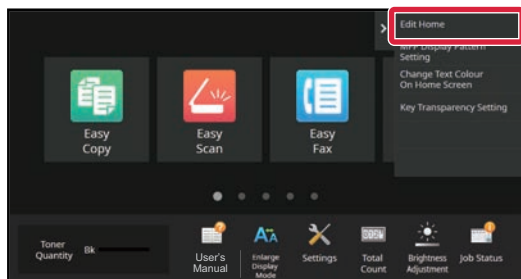 Edit Home
MFP Display Pattern
Setting
Change Text Colour
On Home Screen
Key Transparency Setting
Easy
Copy
Easy
Scan
Easy
Fax
Toner
Quantity
Bk
User's
Manual
Enlarge
Display
Mode
Settings
Total
Count
Brightness
Adjustment
Job Status